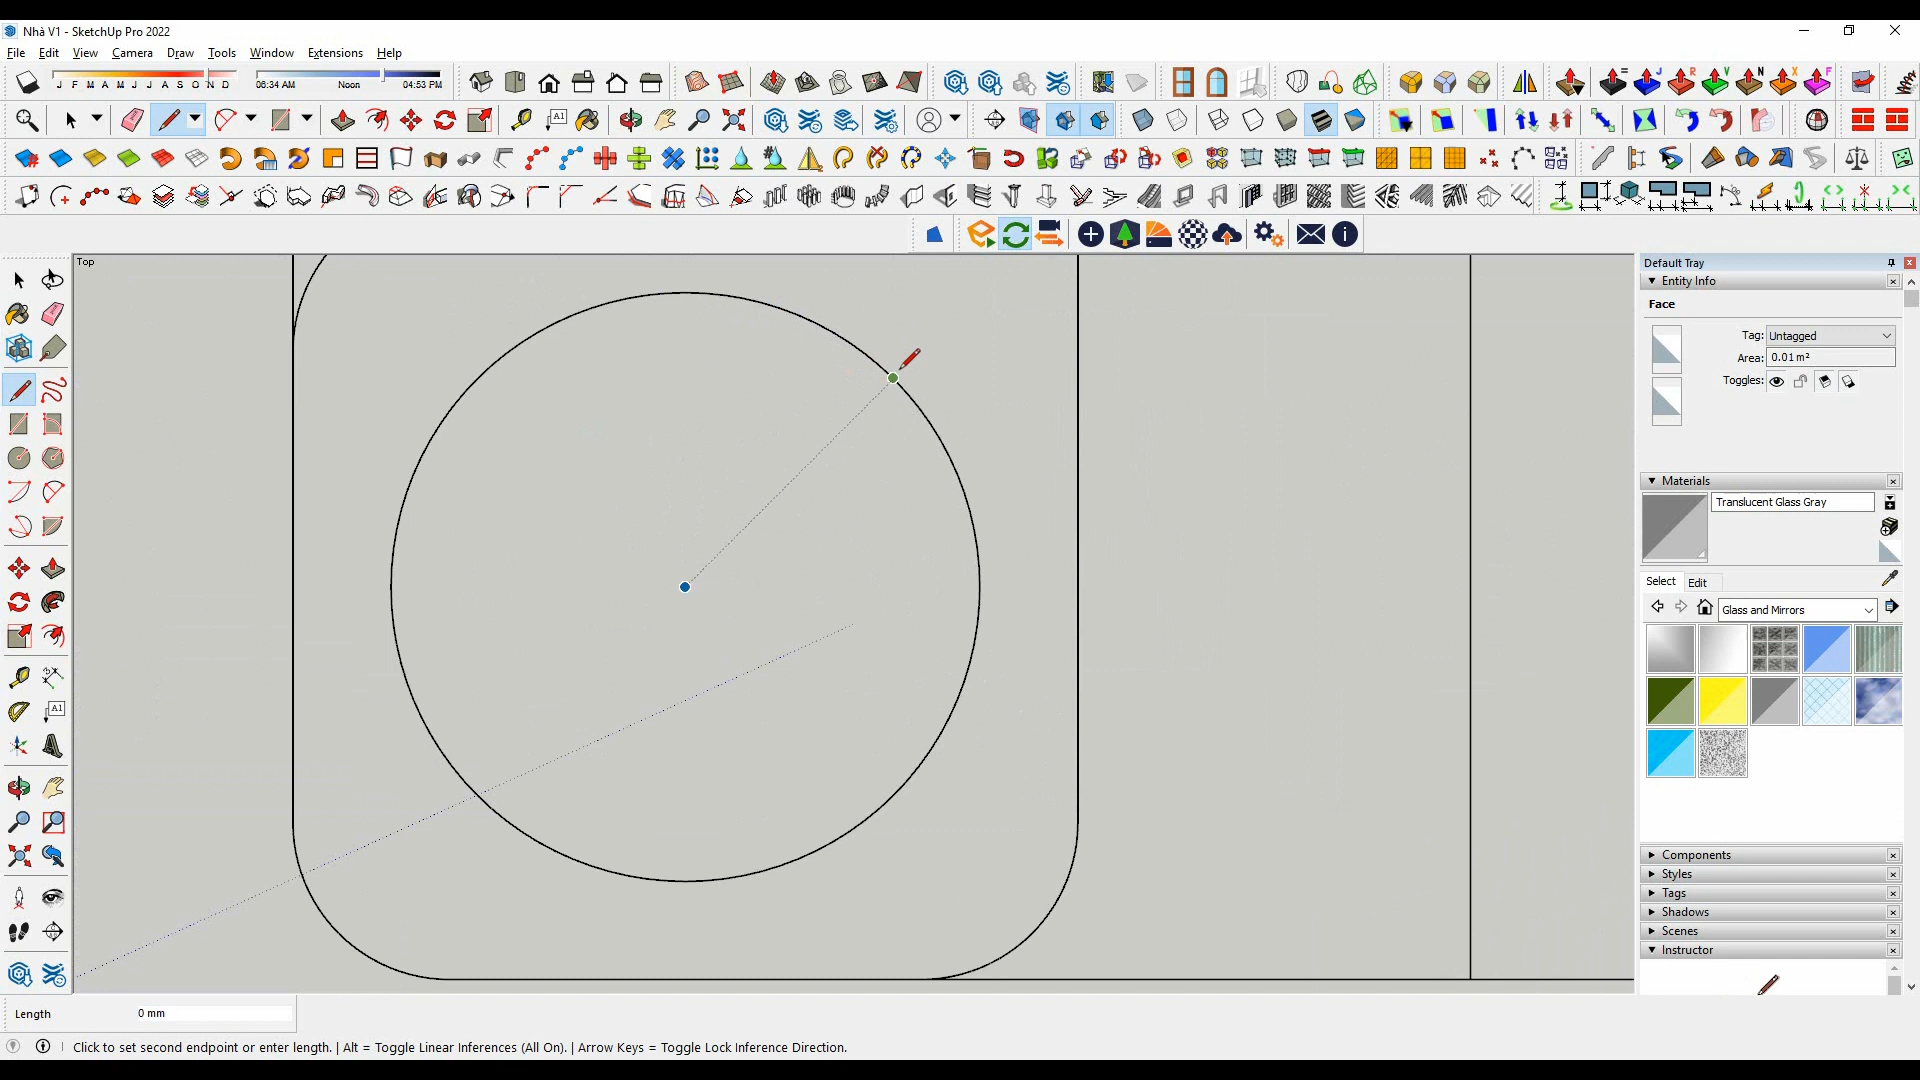 Nhà V1 - SketchUp Pro 2022
File Edit View Camera Draw Tools Window Extensions Help
J F M A M J J A S O N D 06:34 AM Noon 04:53 PM
A1
Top
Default Tray
Entity Info
Face
Tag: Untagged
Area: 0.01 m²
Toggles:
Materials
Translucent Glass Gray
Select Edit
Glass and Mirrors
A1
Components
Styles
Tags
Shadows
Scenes
Instructor
Length 0 mm
Click to set second endpoint or enter length. | Alt = Toggle Linear Inferences (All On). | Arrow Keys = Toggle Lock Inference Direction.